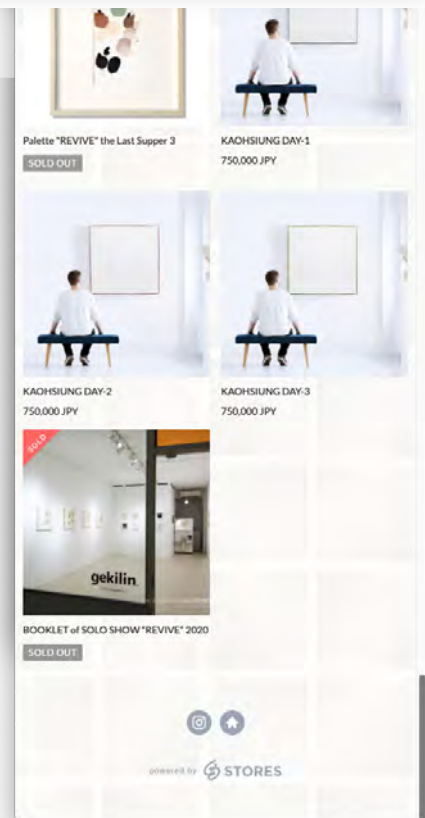 Palette "REVIVE" the Last Supper 3
SOLD OUT
KAOHSIUNG DAY-1
750,000 JPY
KAOHSIUNG DAY-2
750,000 JPY
KAOHSIUNG DAY-3
750,000 JPY
SOLD
gekilin.
BOOKLET of SOLO SHOW "REVIVE" 2020
SOLD OUT
powered by STORES